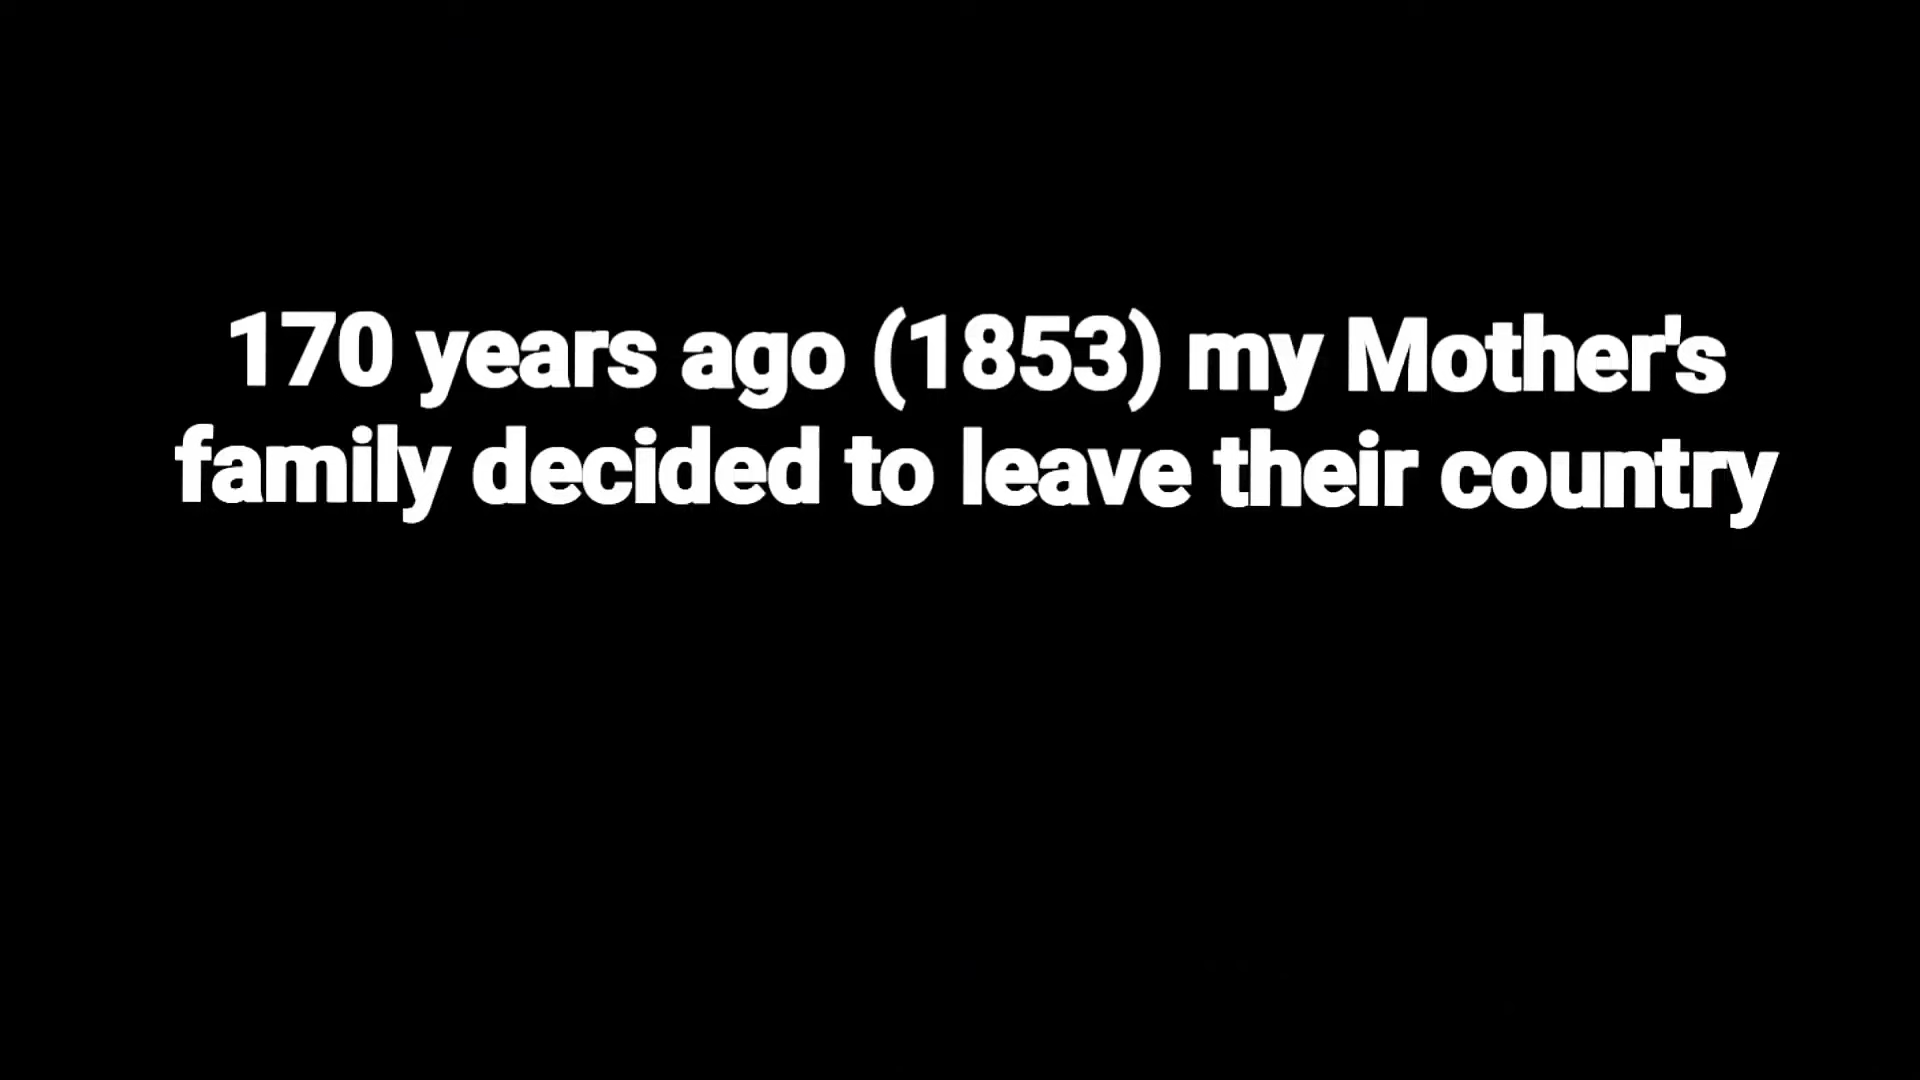 170 years ago (1853) my Mother's
family decided to leave their country